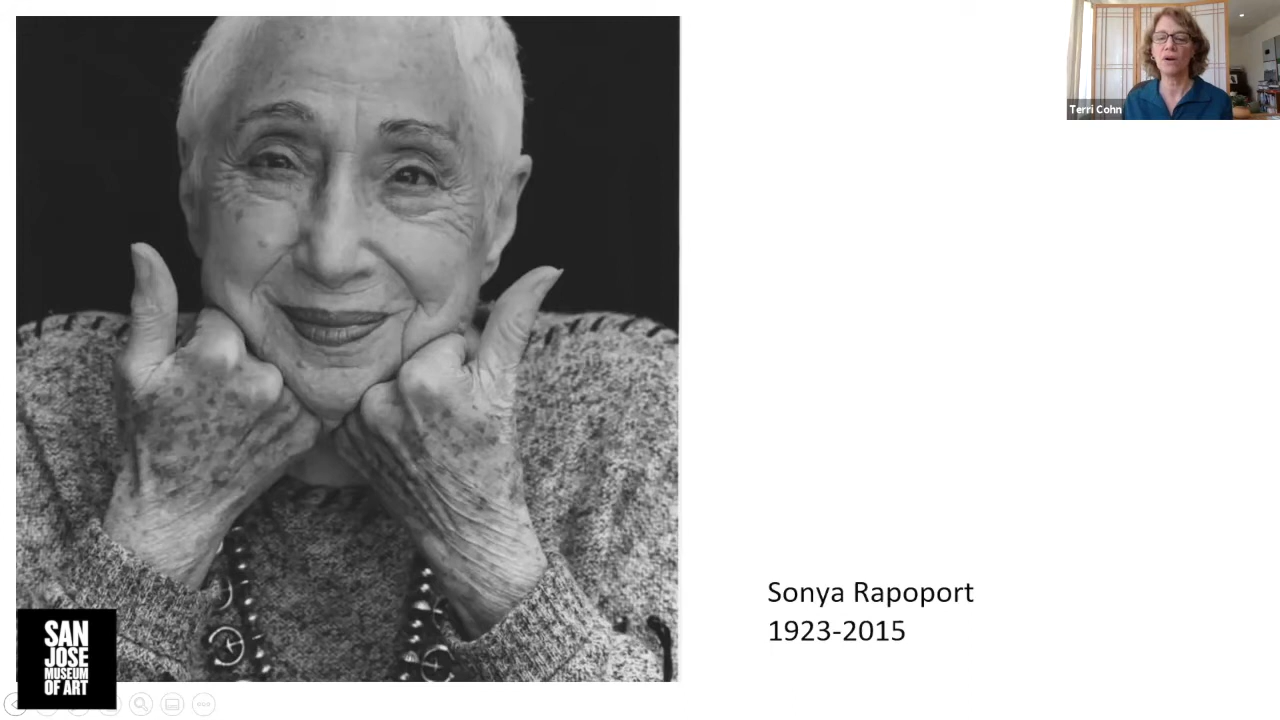 Terri Cohn
Sonya Rapoport
1923-2015
SAN
JOSE
MUSEUM
OF ART